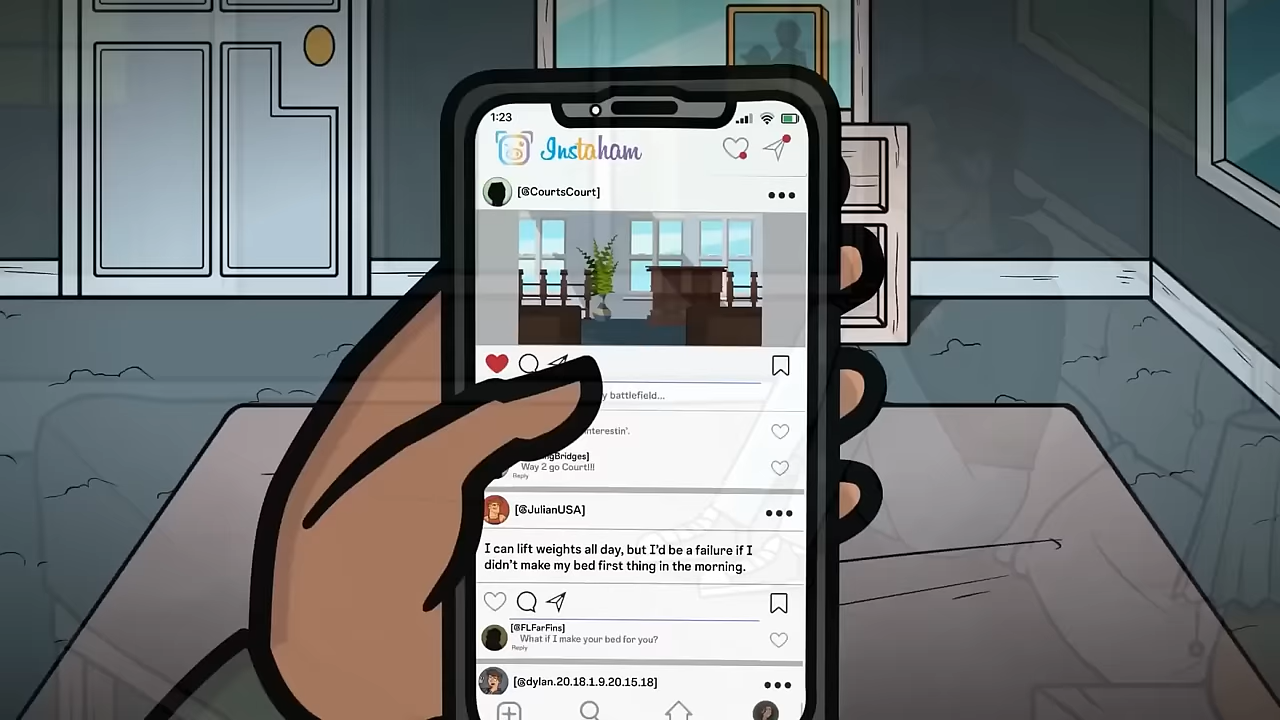 1:23
Instaham
[@CourtsCourt]
battlefield...
interestin'.
Bridges]
Way 2 go Court!!!
Reply
[@JulianUSA]
I can lift weights all day, but I'd be a failure if I
didn't make my bed first thing in the morning.
[@FLFarFins]
What if I make your bed for you?
Reply
[@dylan.20.18.1.9.20.15.18]